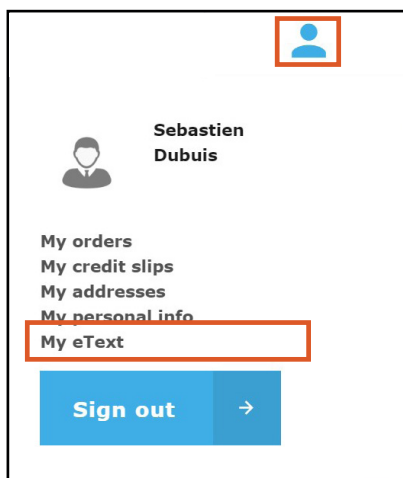 Sebastien
Dubuis
My orders
My credit slips
My addresses
My personal info
My eText
Sign out